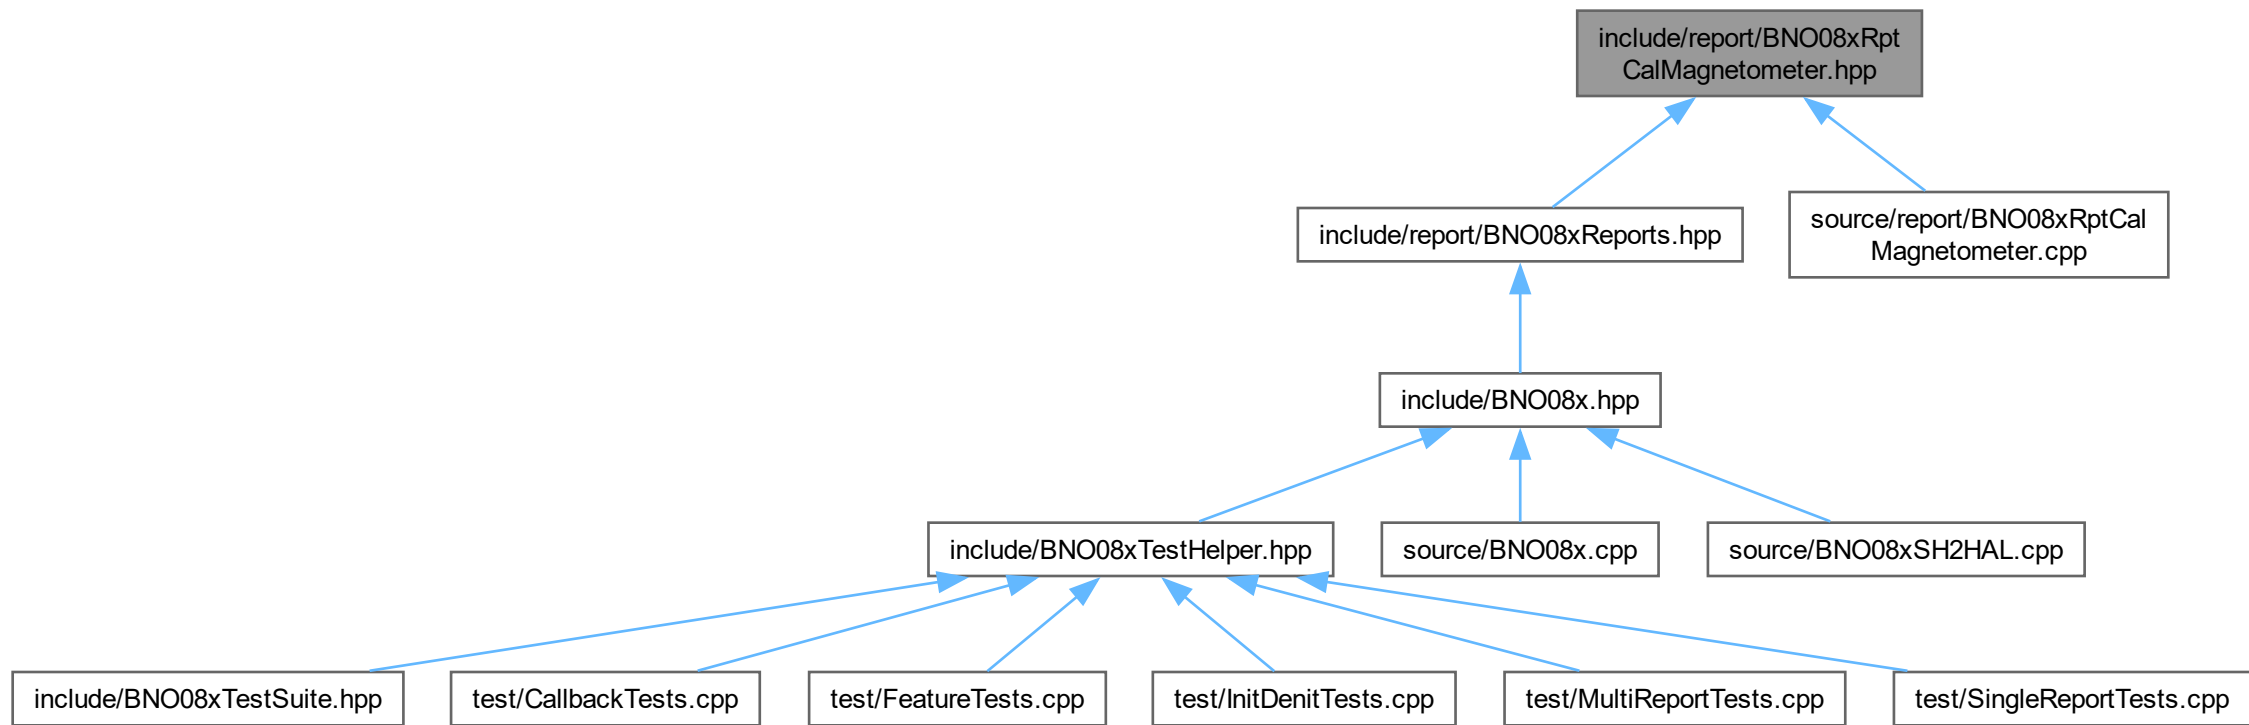 include/report/BNO08xRpt
CalMagnetometer.hpp
include/report/BNO08xReports.hpp
source/report/BNO08xRptCal
Magnetometer.cpp
include/BNO08x.hpp
include/BNO08xTestHelper.hpp
source/BNO08x.cpp
source/BNO08xSH2HAL.cpp
include/BNO08xTestSuite.hpp
test/CallbackTests.cpp
test/FeatureTests.cpp
test/InitDenitTests.cpp
test/MultiReportTests.cpp
test/SingleReportTests.cpp